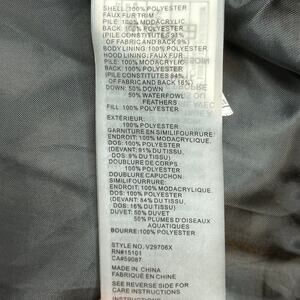 SHELL: 100% POLYESTER
FAUX FUR TRIM
PILE: 100% MODACRYLIC
BACK: 100% POLYESTER
(PILE CONSTITUTES 91%
OF FABRIC AND BACK 9%)
BODY LINING: 100% POLYESTER
HOOD LINING: FAUX FUR
PILE: 100% MODACRYLIC
BACK: 100% POLYESTER
(PILE CONSTITUTES 84%
OF FABRIC AND BACK 16%)
DOWN: 50% DOWN
50% WATERFOWL
FEATHERS
FILL: 100% POLYESTER
EXTÉRIEUR:
100% POLYESTER
GARNITURE EN SIMILIFOURRURE:
ENDROIT: 100% MODACRYLIQUE,
DOS: 100% POLYESTER
(DEVANT: 91% DU TISSU,
DOS: 9% DU TISSU)
DOUBLURE DE CORPS:
100% POLYESTER
DOUBLURE CAPUCHON:
SIMILIFOURRURE:
ENDROIT: 100% MODACRYLIQUE,
DOS: 100% POLYESTER
(DEVANT: 84% DU TISSU,
DOS: 16% DU TISSU)
DUVET: 50% DUVET
50% PLUMES D'OISEAUX
AQUATIQUES
BOURRE: 100% POLYESTER
STYLE NO. V29706X
RN#15101
CA#59087
MADE IN CHINA
FABRIQUÉ EN CHINE
SEE REVERSE SIDE FOR
CARE INSTRUCTIONS
INSTRUCTIONS